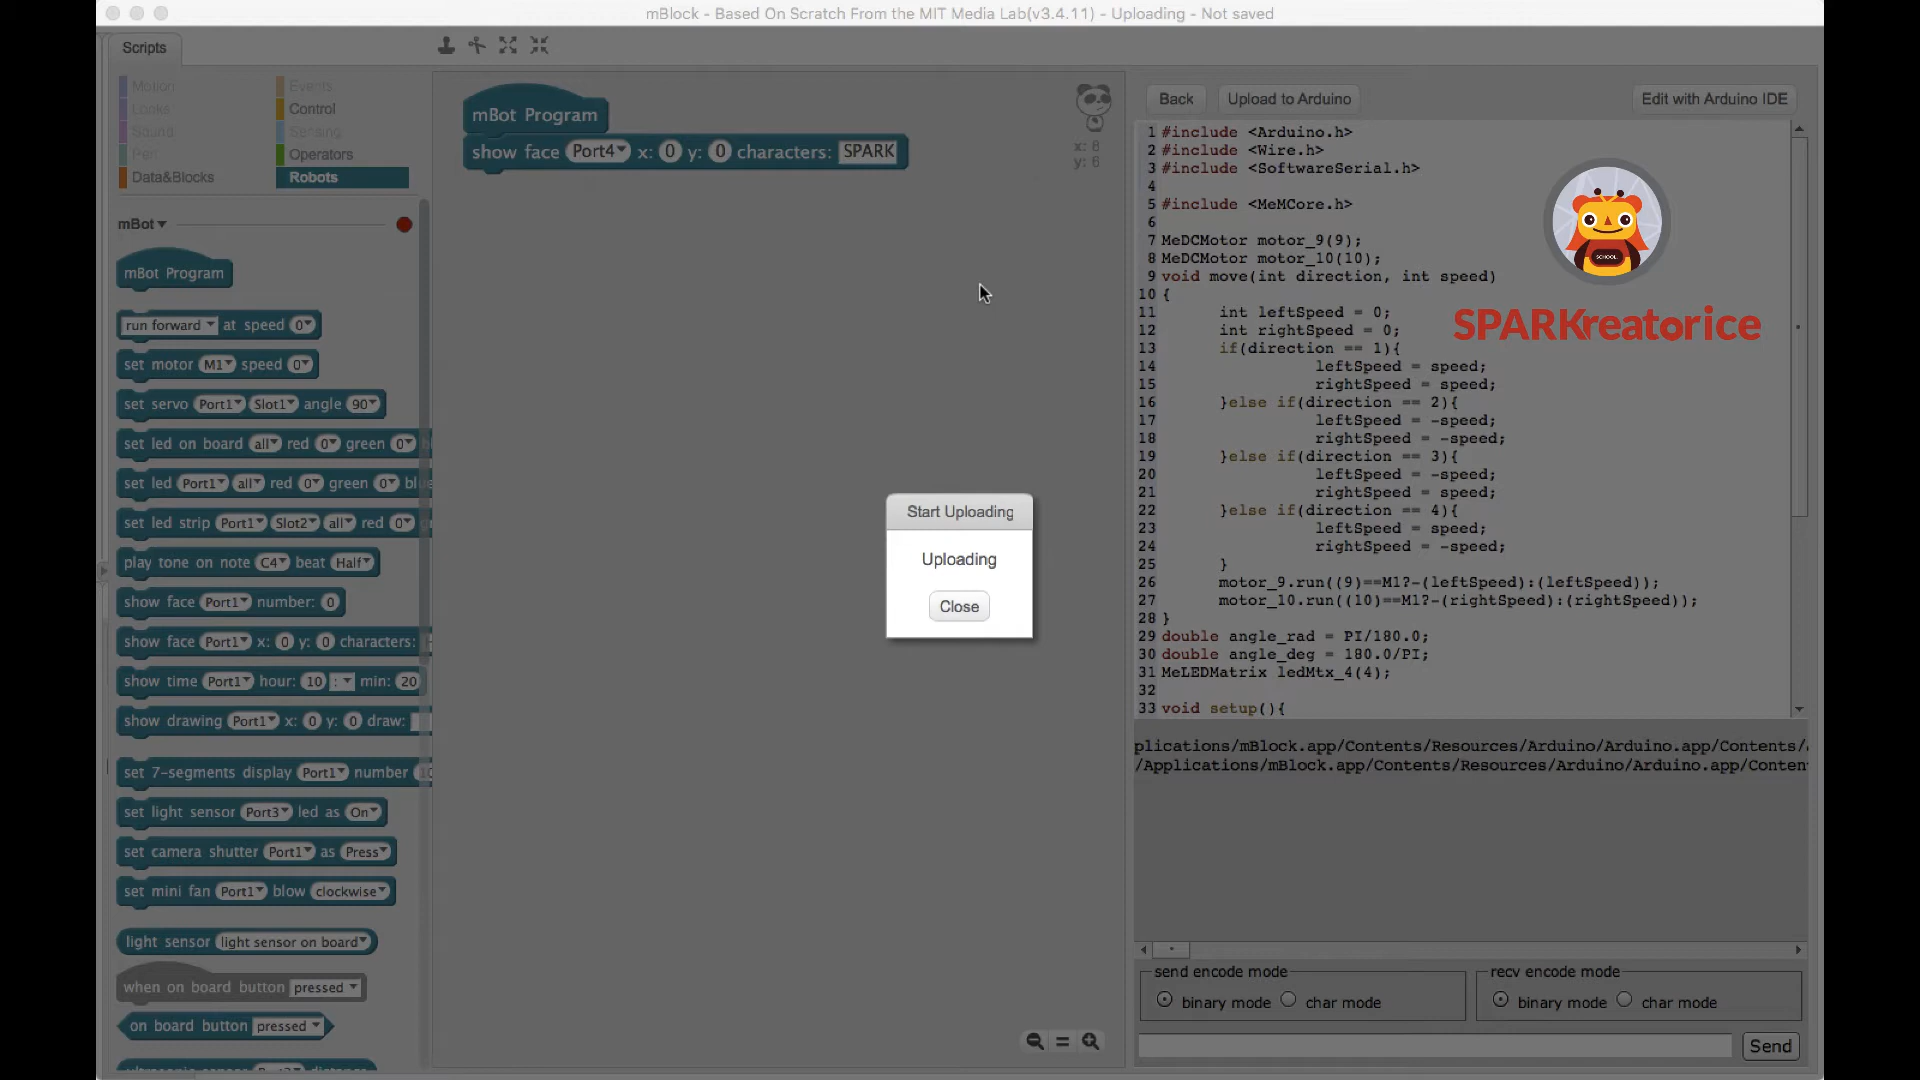 mBlock - Based On Scratch From the MIT Media Lab(v3.4.11) - Uploading - Not saved
Scripts
Motion
Events
Looks
Control
Sound
Sensing
Pen
Operators
Data&Blocks
Robots
mBot
mBot Program
run forward at speed 0
set motor M1 speed 0
set servo Port1 Slot1 angle 90
set led on board all red 0 green 0
set led Port1 all red 0 green 0
set led strip Port1 Slot2 all red 0
play tone on note C4 beat Half
show face Port1 number: 0
show face Port1 x: 0 y: 0 characters:
show time Port1 hour: 10 : min: 20
show drawing Port1 x: 0 y: 0 draw:
set 7-segments display Port1 number
set light sensor Port3 led as On
set camera shutter Port1 as Press
set mini fan Port1 blow clockwise
light sensor light sensor on board
when on board button pressed
on board button pressed
mBot Program
show face Port4 x: 0 y: 0 characters: SPARK
x: 8
y: 6
Start Uploading
Uploading
Close
Back
Upload to Arduino
Edit with Arduino IDE
1 #include <Arduino.h>
2 #include <Wire.h>
3 #include <SoftwareSerial.h>
4
5 #include <MeMCore.h>
6
7 MeDCMotor motor_9(9);
8 MeDCMotor motor_10(10);
9 void move(int direction, int speed)
10 {
11 int leftSpeed = 0;
12 int rightSpeed = 0;
13 if(direction == 1){
14 leftSpeed = speed;
15 rightSpeed = speed;
16 }else if(direction == 2){
17 leftSpeed = -speed;
18 rightSpeed = -speed;
19 }else if(direction == 3){
20 leftSpeed = -speed;
21 rightSpeed = speed;
22 }else if(direction == 4){
23 leftSpeed = speed;
24 rightSpeed = -speed;
25 }
26 motor_9.run((9)==M1?-(leftSpeed):(leftSpeed));
27 motor_10.run((10)==M1?-(rightSpeed):(rightSpeed));
28 }
29 double angle_rad = PI/180.0;
30 double angle_deg = 180.0/PI;
31 MeLEDMatrix ledMtx_4(4);
32
33 void setup(){
SCHOOL
SPARKreatorice
plications/mBlock.app/Contents/Resources/Arduino/Arduino.app/Contents/
/Applications/mBlock.app/Contents/Resources/Arduino/Arduino.app/Conten
send encode mode
binary mode char mode
recv encode mode
binary mode char mode
Send